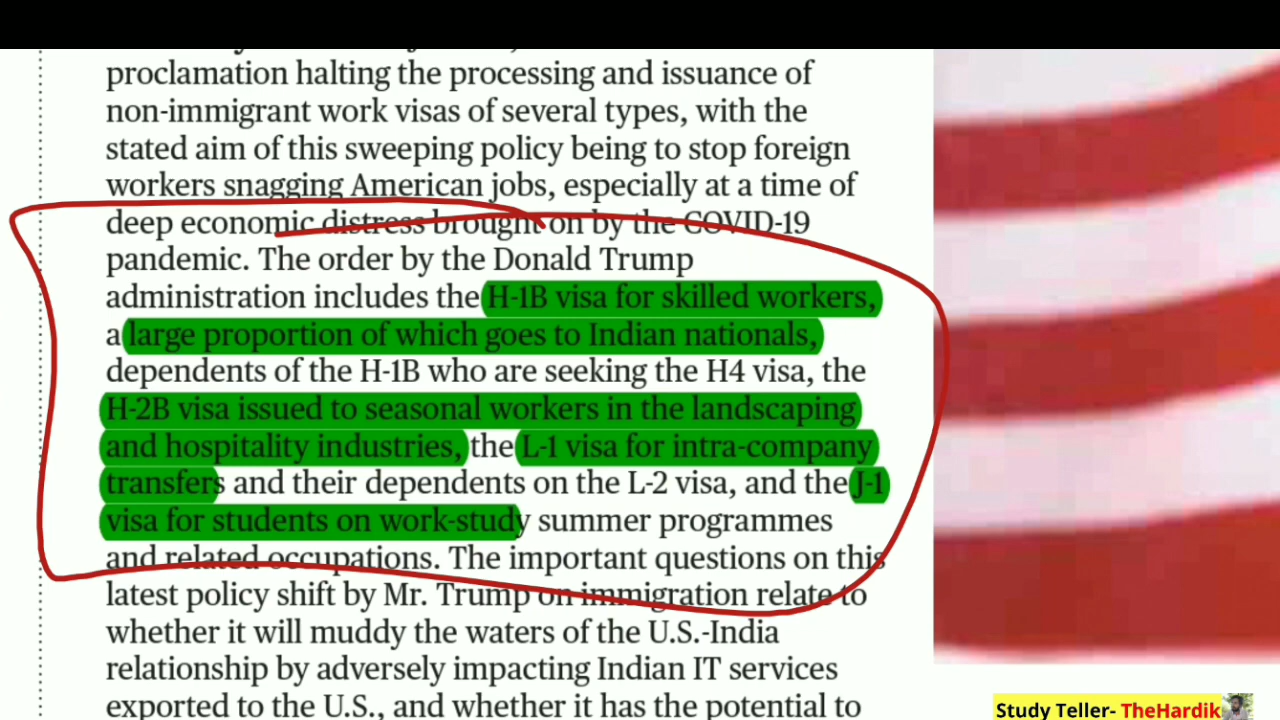 proclamation halting the processing and issuance of
non-immigrant work visas of several types, with the
stated aim of this sweeping policy being to stop foreign
workers snagging American jobs, especially at a time of
deep economic distress brought on by the COVID-19
pandemic. The order by the Donald Trump
administration includes the H-1B visa for skilled workers,
a large proportion of which goes to Indian nationals,
dependents of the H-1B who are seeking the H4 visa, the
H-2B visa issued to seasonal workers in the landscaping
and hospitality industries, the L-1 visa for intra-company
transfers and their dependents on the L-2 visa, and the J-1
visa for students on work-study summer programmes
and related occupations. The important questions on this
latest policy shift by Mr. Trump on immigration relate to
whether it will muddy the waters of the U.S.-India
relationship by adversely impacting Indian IT services
exported to the U.S., and whether it has the potential to
Study Teller- TheHardik